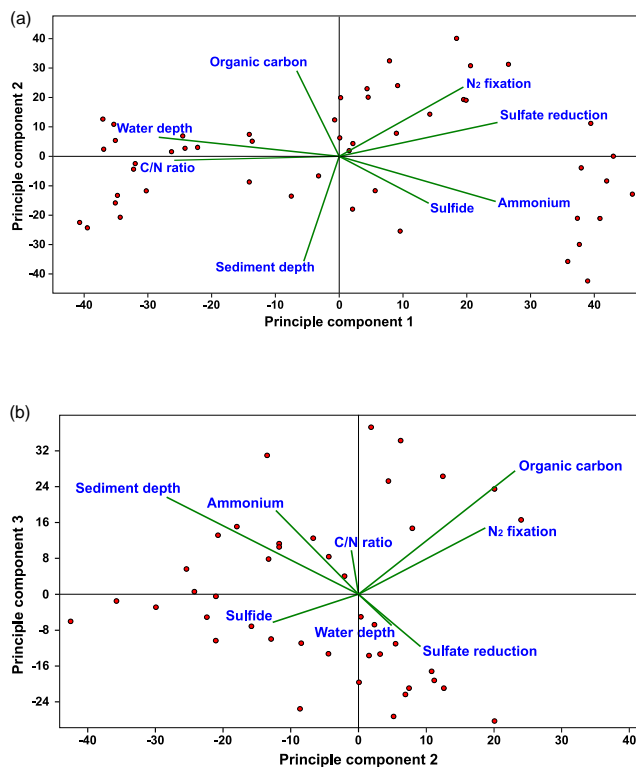 (a)
Principle component 2
40
30
20
10
0
-10
-20
-30
-40
Organic carbon
N2 fixation
Water depth
Sulfate reduction
C/N ratio
Ammonium
Sulfide
Sediment depth
-40 -30 -20 -10 0 10 20 30 40
Principle component 1
(b)
Principle component 3
32
24
16
8
0
-8
-16
-24
Organic carbon
Sediment depth
Ammonium
N2 fixation
C/N ratio
Sulfide
Water depth
Sulfate reduction
-40 -30 -20 -10 0 10 20 30 40
Principle component 2